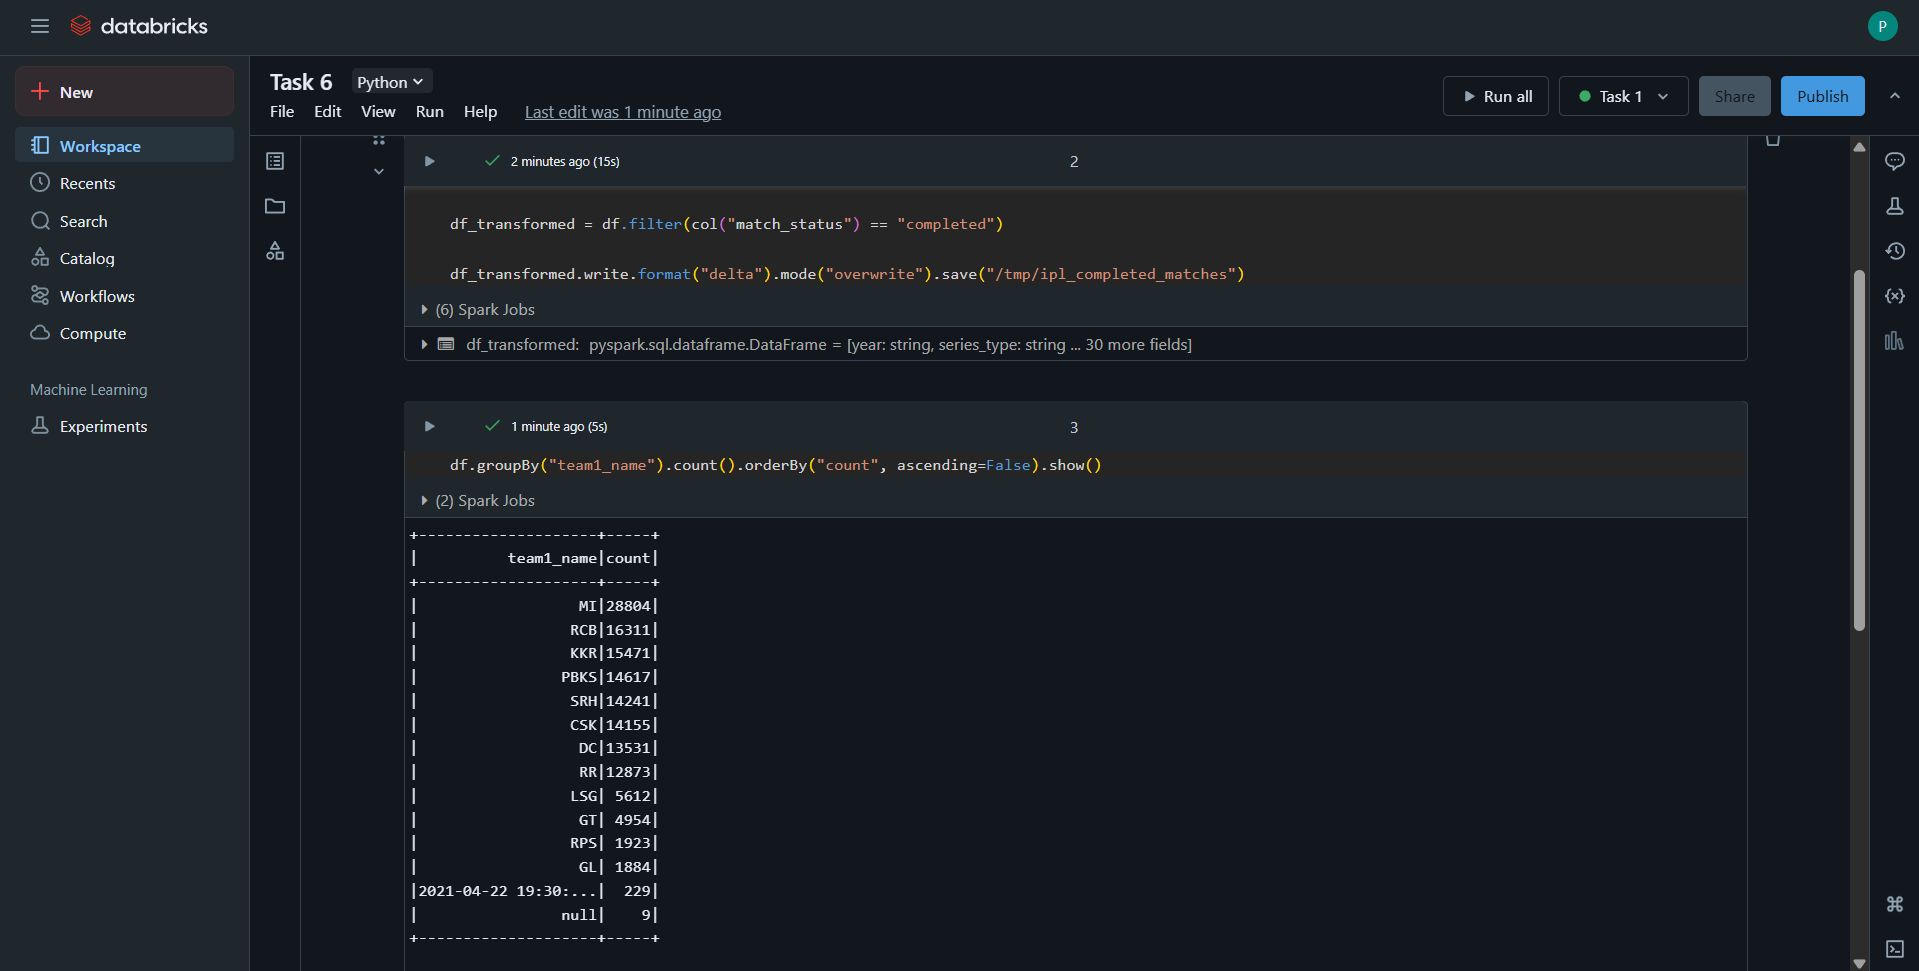 databricks
P
New
Workspace
Recents
Search
Catalog
Workflows
Compute
Machine Learning
Experiments
Task 6 Python
File Edit View Run Help Last edit was 1 minute ago
Run all Task 1 Share Publish
2 minutes ago (15s) 2
df_transformed = df.filter(col("match_status") == "completed")
df_transformed.write.format("delta").mode("overwrite").save("/tmp/ipl_completed_matches")
(6) Spark Jobs
df_transformed: pyspark.sql.dataframe.DataFrame = [year: string, series_type: string ... 30 more fields]
1 minute ago (5s) 3
df.groupBy("team1_name").count().orderBy("count", ascending=False).show()
(2) Spark Jobs
+--------------------+-----+
|          team1_name|count|
+--------------------+-----+
|                  MI|28804|
|                 RCB|16311|
|                 KKR|15471|
|                PBKS|14617|
|                 SRH|14241|
|                 CSK|14155|
|                  DC|13531|
|                  RR|12873|
|                 LSG| 5612|
|                  GT| 4954|
|                 RPS| 1923|
|                  GL| 1884|
|2021-04-22 19:30:...|  229|
|                null|    9|
+--------------------+-----+